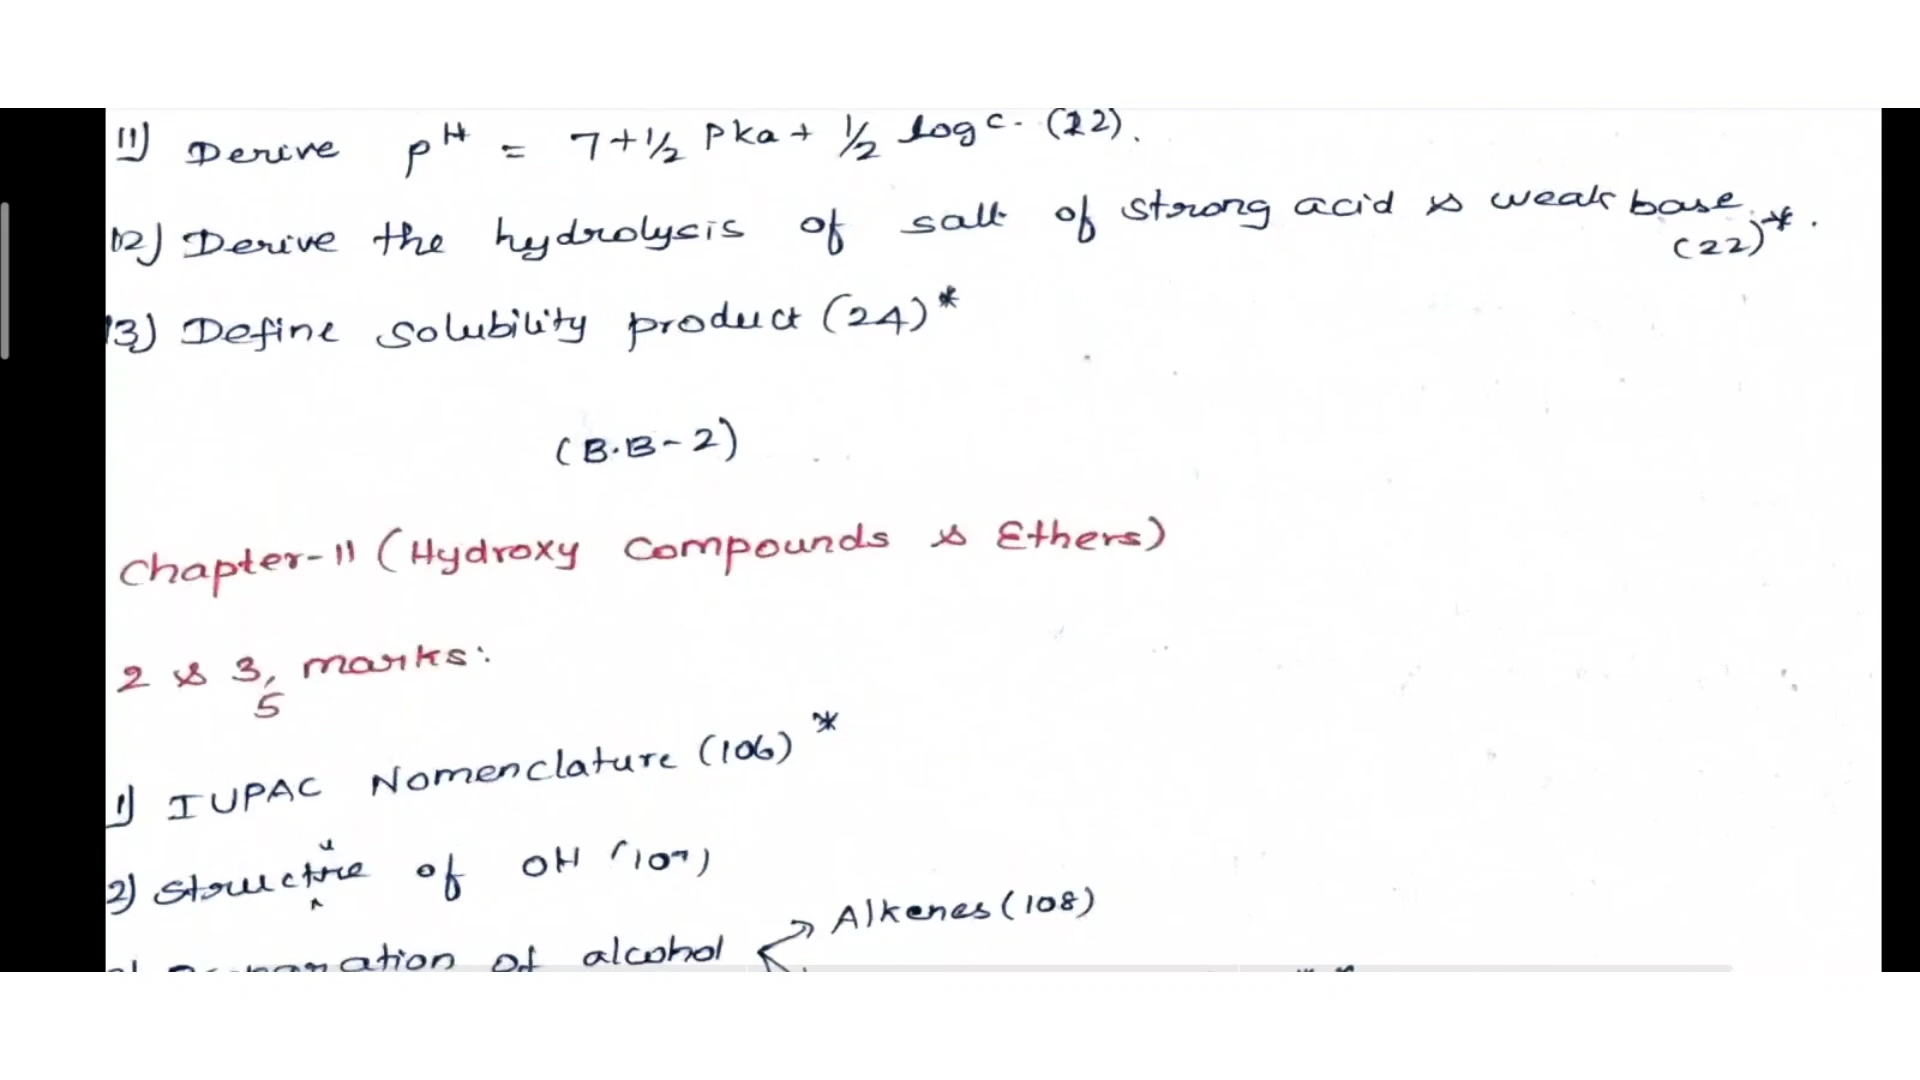 11) Derive pH = 7+1/2 Pka + 1/2 log c. (22).
12) Derive the hydrolysis of salt of strong acid & weak base.
(22)* .
13) Define solubility product (24)*
(B.B-2)
Chapter-11 (Hydroxy Compounds & Ethers)
2 & 3, marks:
5
1) IUPAC Nomenclature (106) *
2) Structure of OH (107)
Alkenes (108)
of alcohol